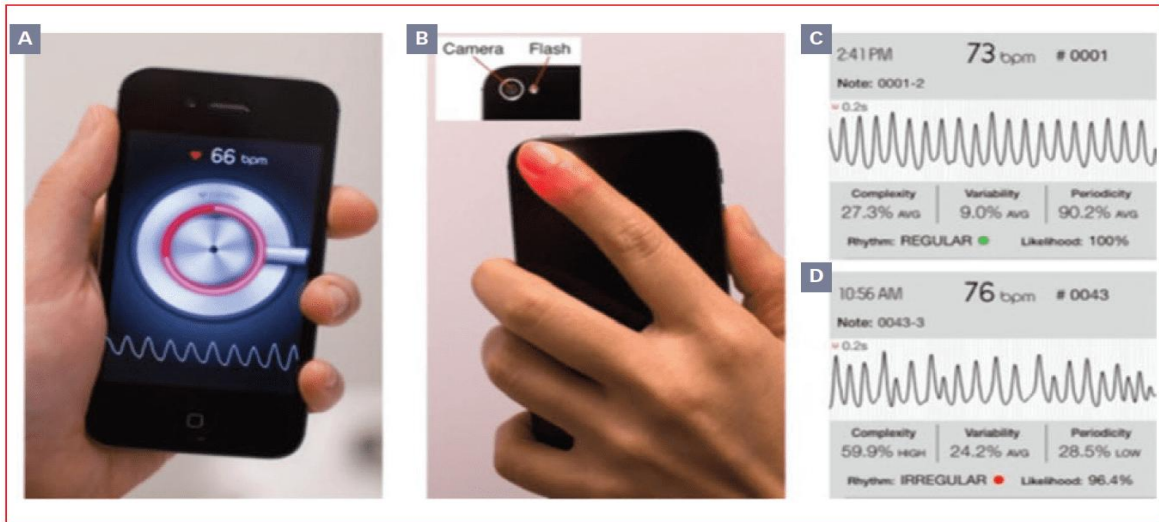 A
66 bpm
B
Camera Flash
C
2:41 PM 73 bpm # 0001
Note: 0001-2
0.2s
Complexity Variability Periodicity
27.3% AVG 9.0% AVG 90.2% AVG
Rhythm: REGULAR Likelihood: 100%
D
10:56 AM 76 bpm # 0043
Note: 0043-3
0.2s
Complexity Variability Periodicity
59.9% HIGH 24.2% AVG 28.5% LOW
Rhythm: IRREGULAR Likelihood: 96.4%